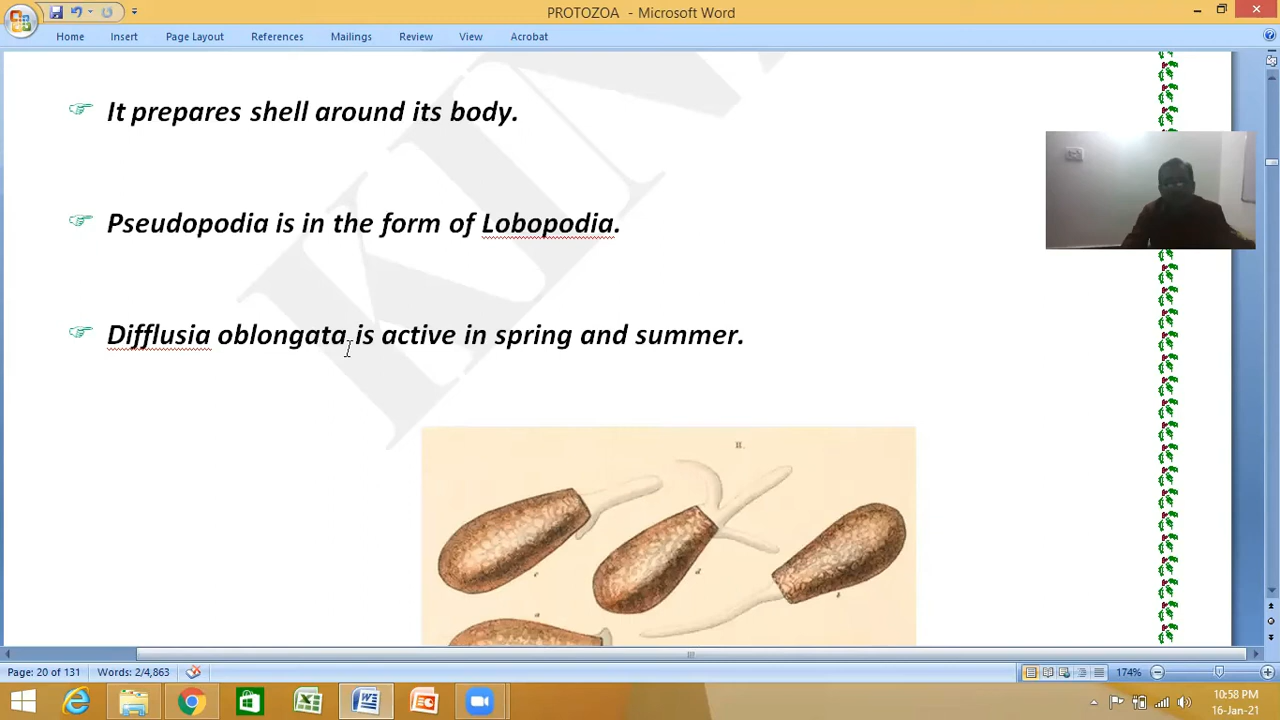 PROTOZOA - Microsoft Word
Home Insert Page Layout References Mailings Review View Acrobat
It prepares shell around its body.
Pseudopodia is in the form of Lobopodia.
Difflusia oblongata is active in spring and summer.
II.
Page: 20 of 131 Words: 2/4,863 174%
10:58 PM
16-Jan-21